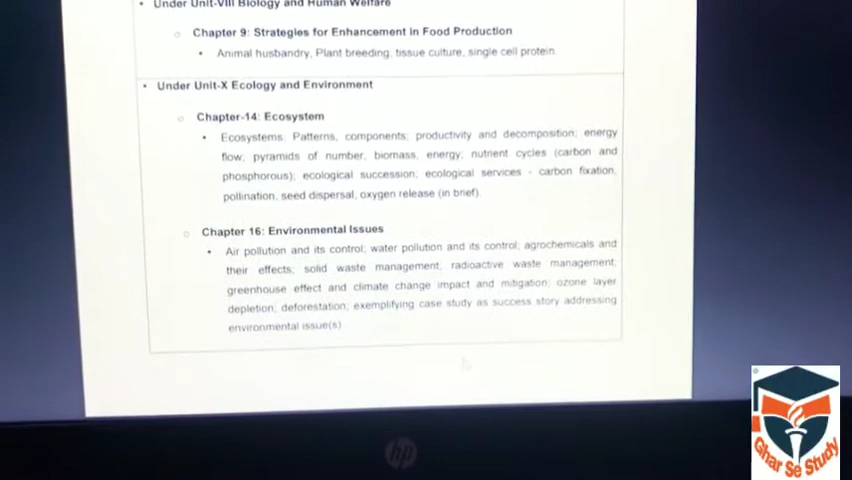 • Under Unit-VIII Biology and Human Welfare
○ Chapter 9: Strategies for Enhancement in Food Production
• Animal husbandry, Plant breeding, tissue culture, single cell protein.
• Under Unit-X Ecology and Environment
○ Chapter-14: Ecosystem
• Ecosystems: Patterns, components; productivity and decomposition; energy
flow; pyramids of number, biomass, energy; nutrient cycles (carbon and
phosphorous); ecological succession; ecological services - carbon fixation,
pollination, seed dispersal, oxygen release (in brief).
○ Chapter 16: Environmental Issues
• Air pollution and its control; water pollution and its control; agrochemicals and
their effects; solid waste management; radioactive waste management;
greenhouse effect and climate change impact and mitigation; ozone layer
depletion; deforestation; exemplifying case study as success story addressing
environmental issue(s)
hp
Ghar Se Study